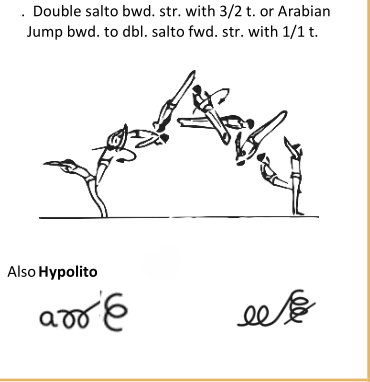 . Double salto bwd. str. with 3/2 t. or Arabian
Jump bwd. to dbl. salto fwd. str. with 1/1 t.
Also Hypolito